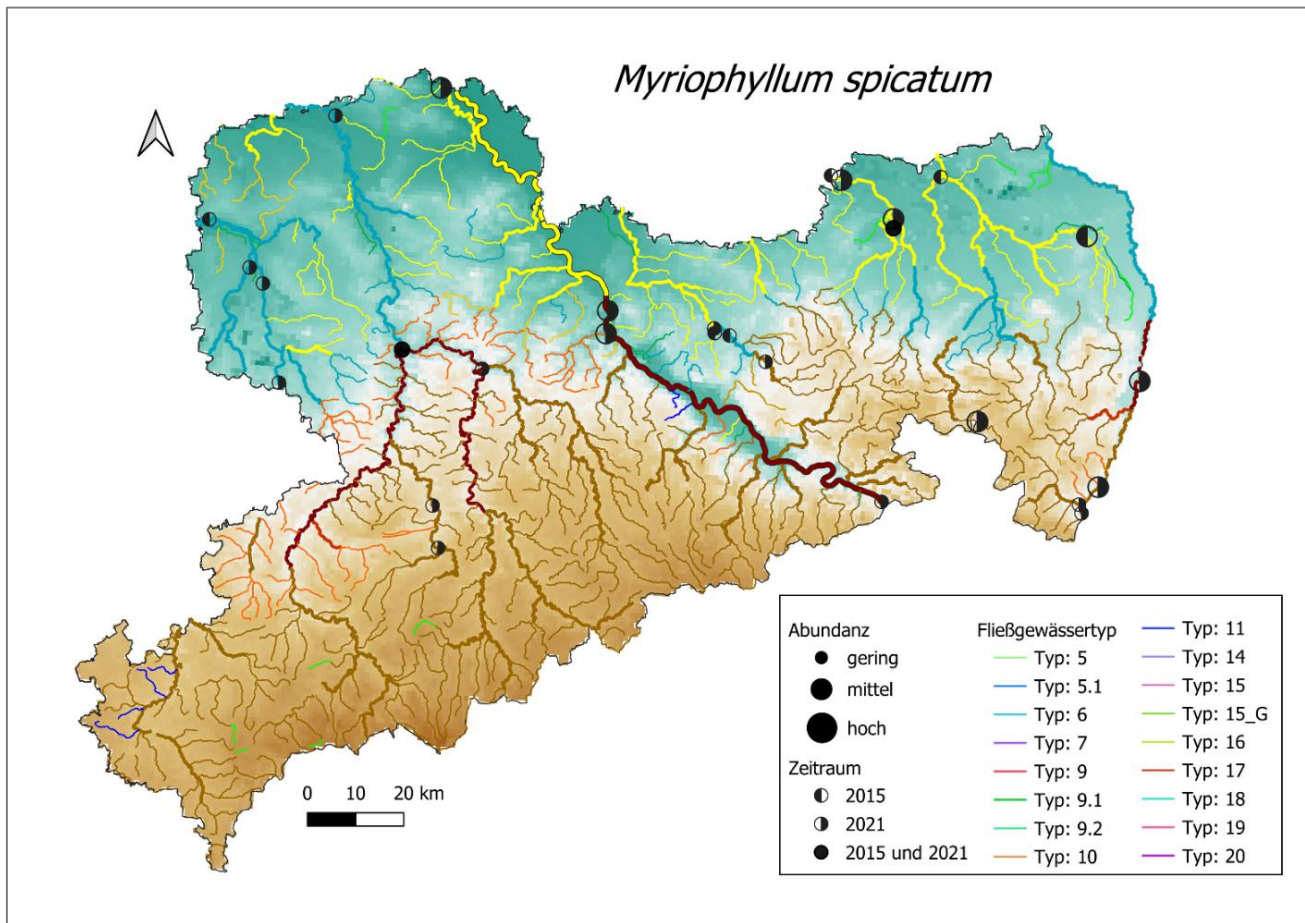 Myriophyllum spicatum
0 10 20 km
Abundanz
gering
mittel
hoch
Zeitraum
2015
2021
2015 und 2021
Fließgewässertyp
Typ: 5
Typ: 5.1
Typ: 6
Typ: 7
Typ: 9
Typ: 9.1
Typ: 9.2
Typ: 10
Typ: 11
Typ: 14
Typ: 15
Typ: 15_G
Typ: 16
Typ: 17
Typ: 18
Typ: 19
Typ: 20